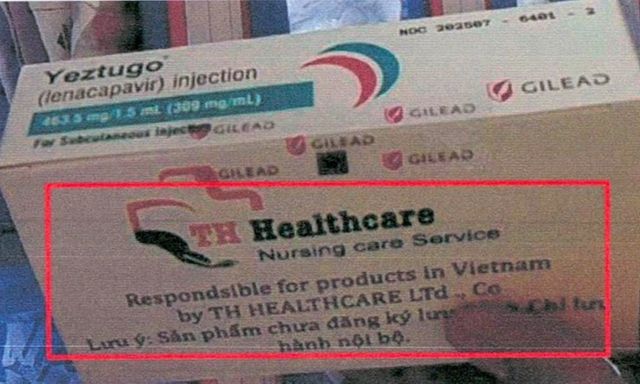 NDC 202507 - 6401 - 2
Yeztugo®
(lenacapavir) injection
463.5 mg/1.5 mL (309 mg/mL)
For Subcutaneous Injection
GILEAD
GILEAD
GILEAD
GILEAD
GILEAD
GILEAD
TH Healthcare
Nursing care Service
Respondsible for products in Vietnam
by TH HEALTHCARE LTd ., Co
Lưu ý: Sản phẩm chưa đăng ký lưu Chỉ lưu
hành nội bộ.